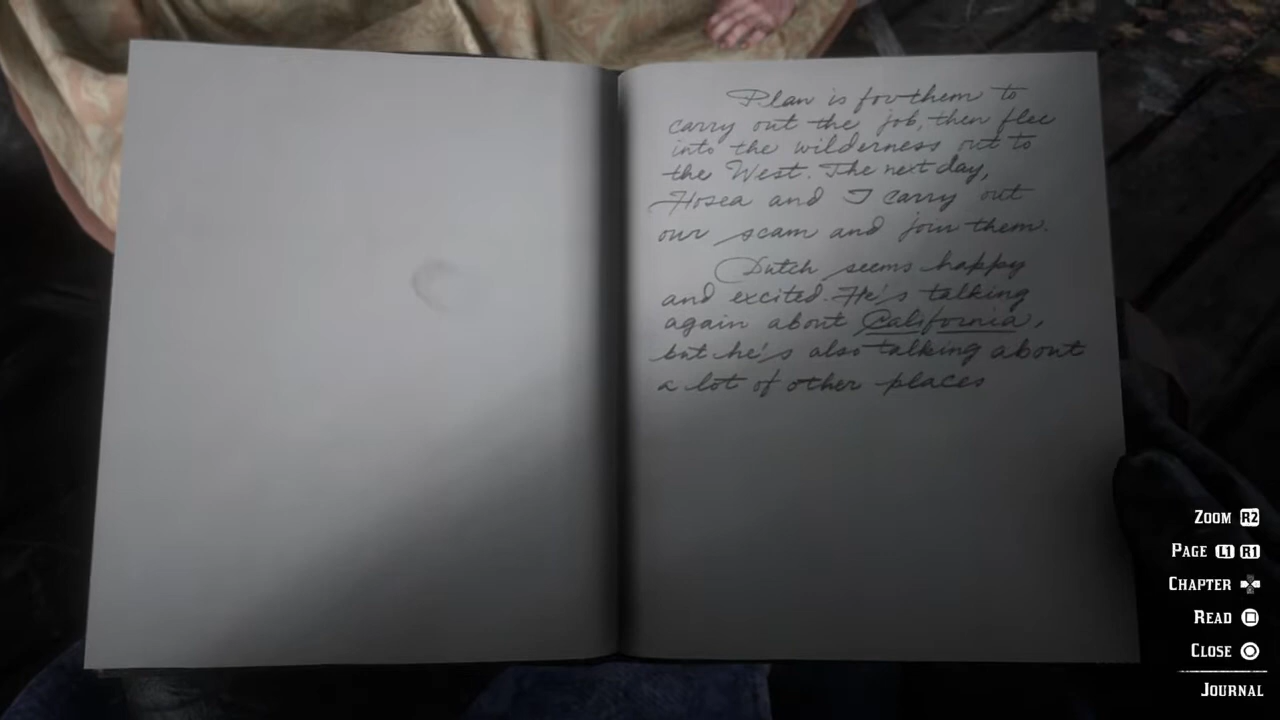 Plan is for them to
carry out the job, then flee
into the wilderness out to
the West. The next day,
Hosea and I carry out
our scam and join them.
Dutch seems happy
and excited. He's talking
again about California,
but he's also talking about
a lot of other places
ZOOM R2
PAGE L1 R1
CHAPTER
READ
CLOSE
JOURNAL